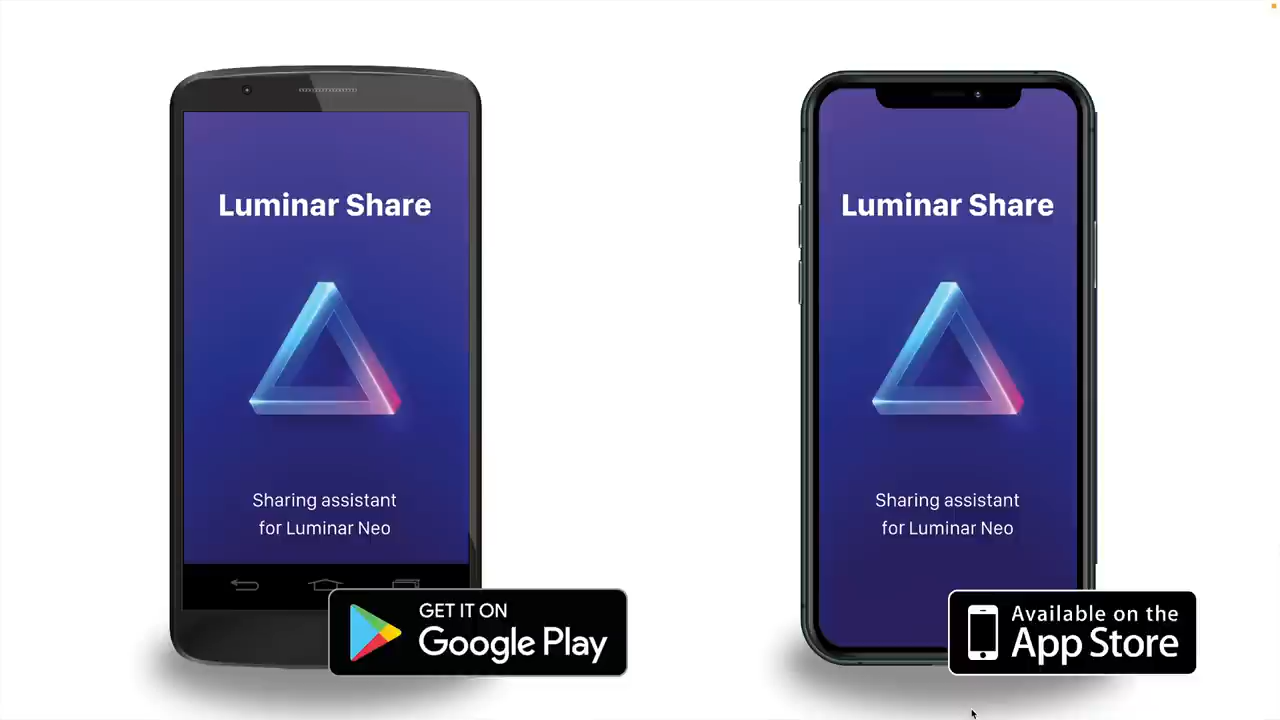 Luminar Share
Sharing assistant
for Luminar Neo
GET IT ON
Google Play
Luminar Share
Sharing assistant
for Luminar Neo
Available on the
App Store